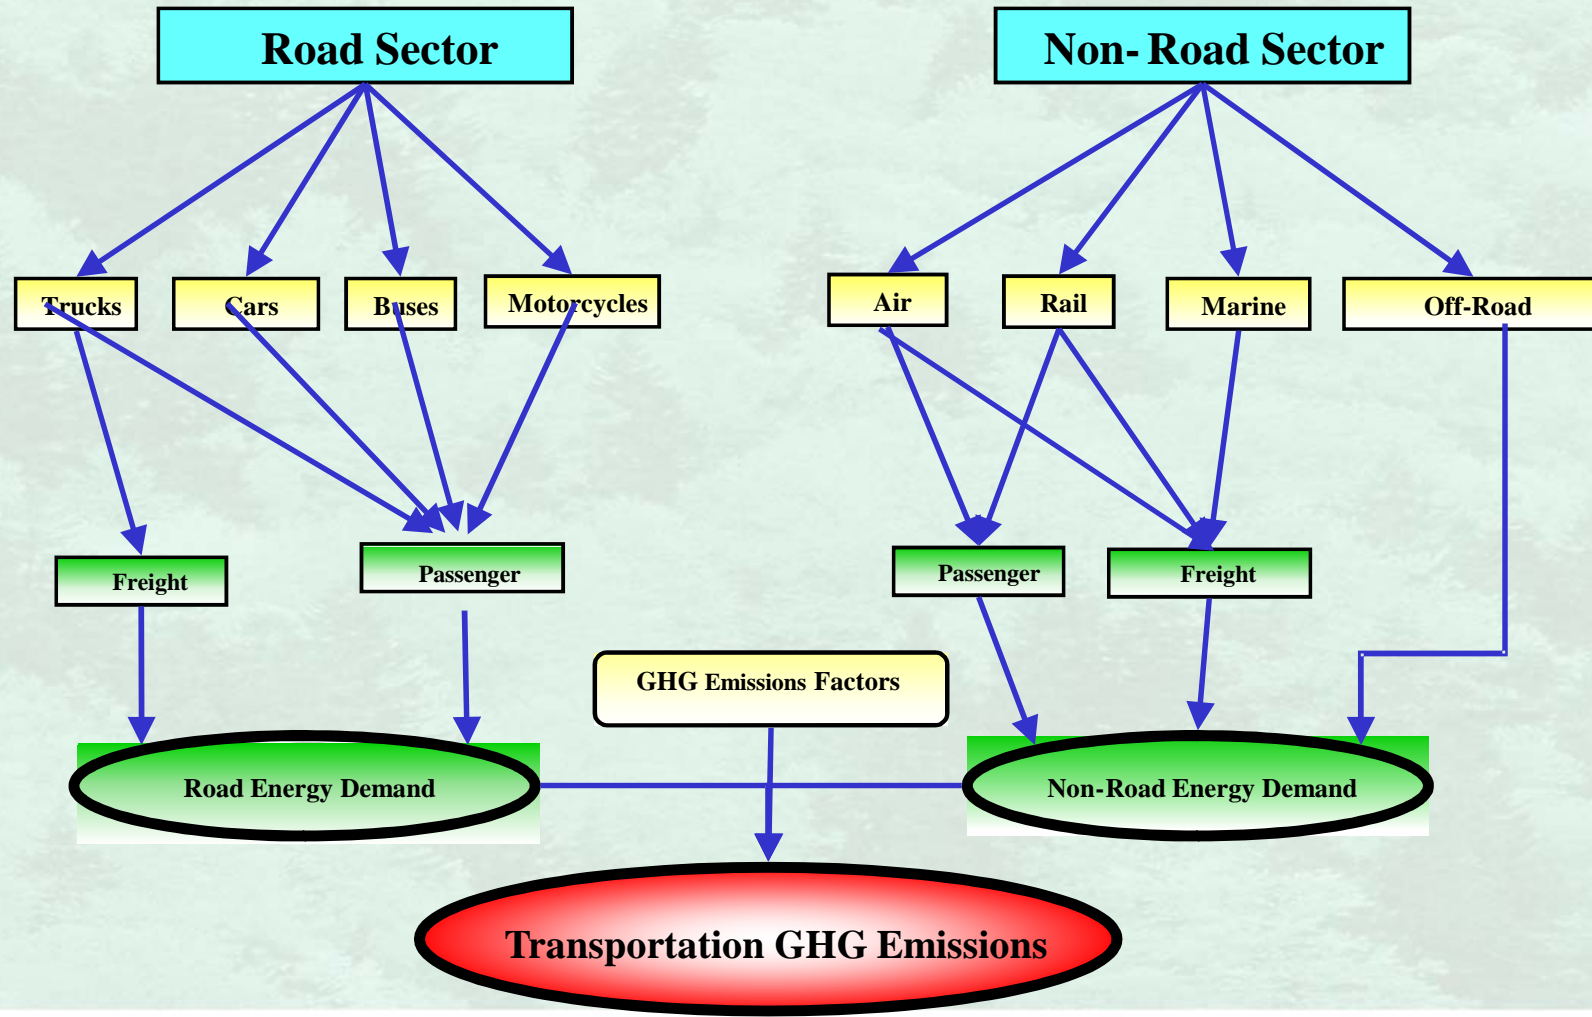 Road Sector
Non-Road Sector
Trucks
Cars
Buses
Motorcycles
Air
Rail
Marine
Off-Road
Freight
Passenger
Passenger
Freight
GHG Emissions Factors
Road Energy Demand
Non-Road Energy Demand
Transportation GHG Emissions